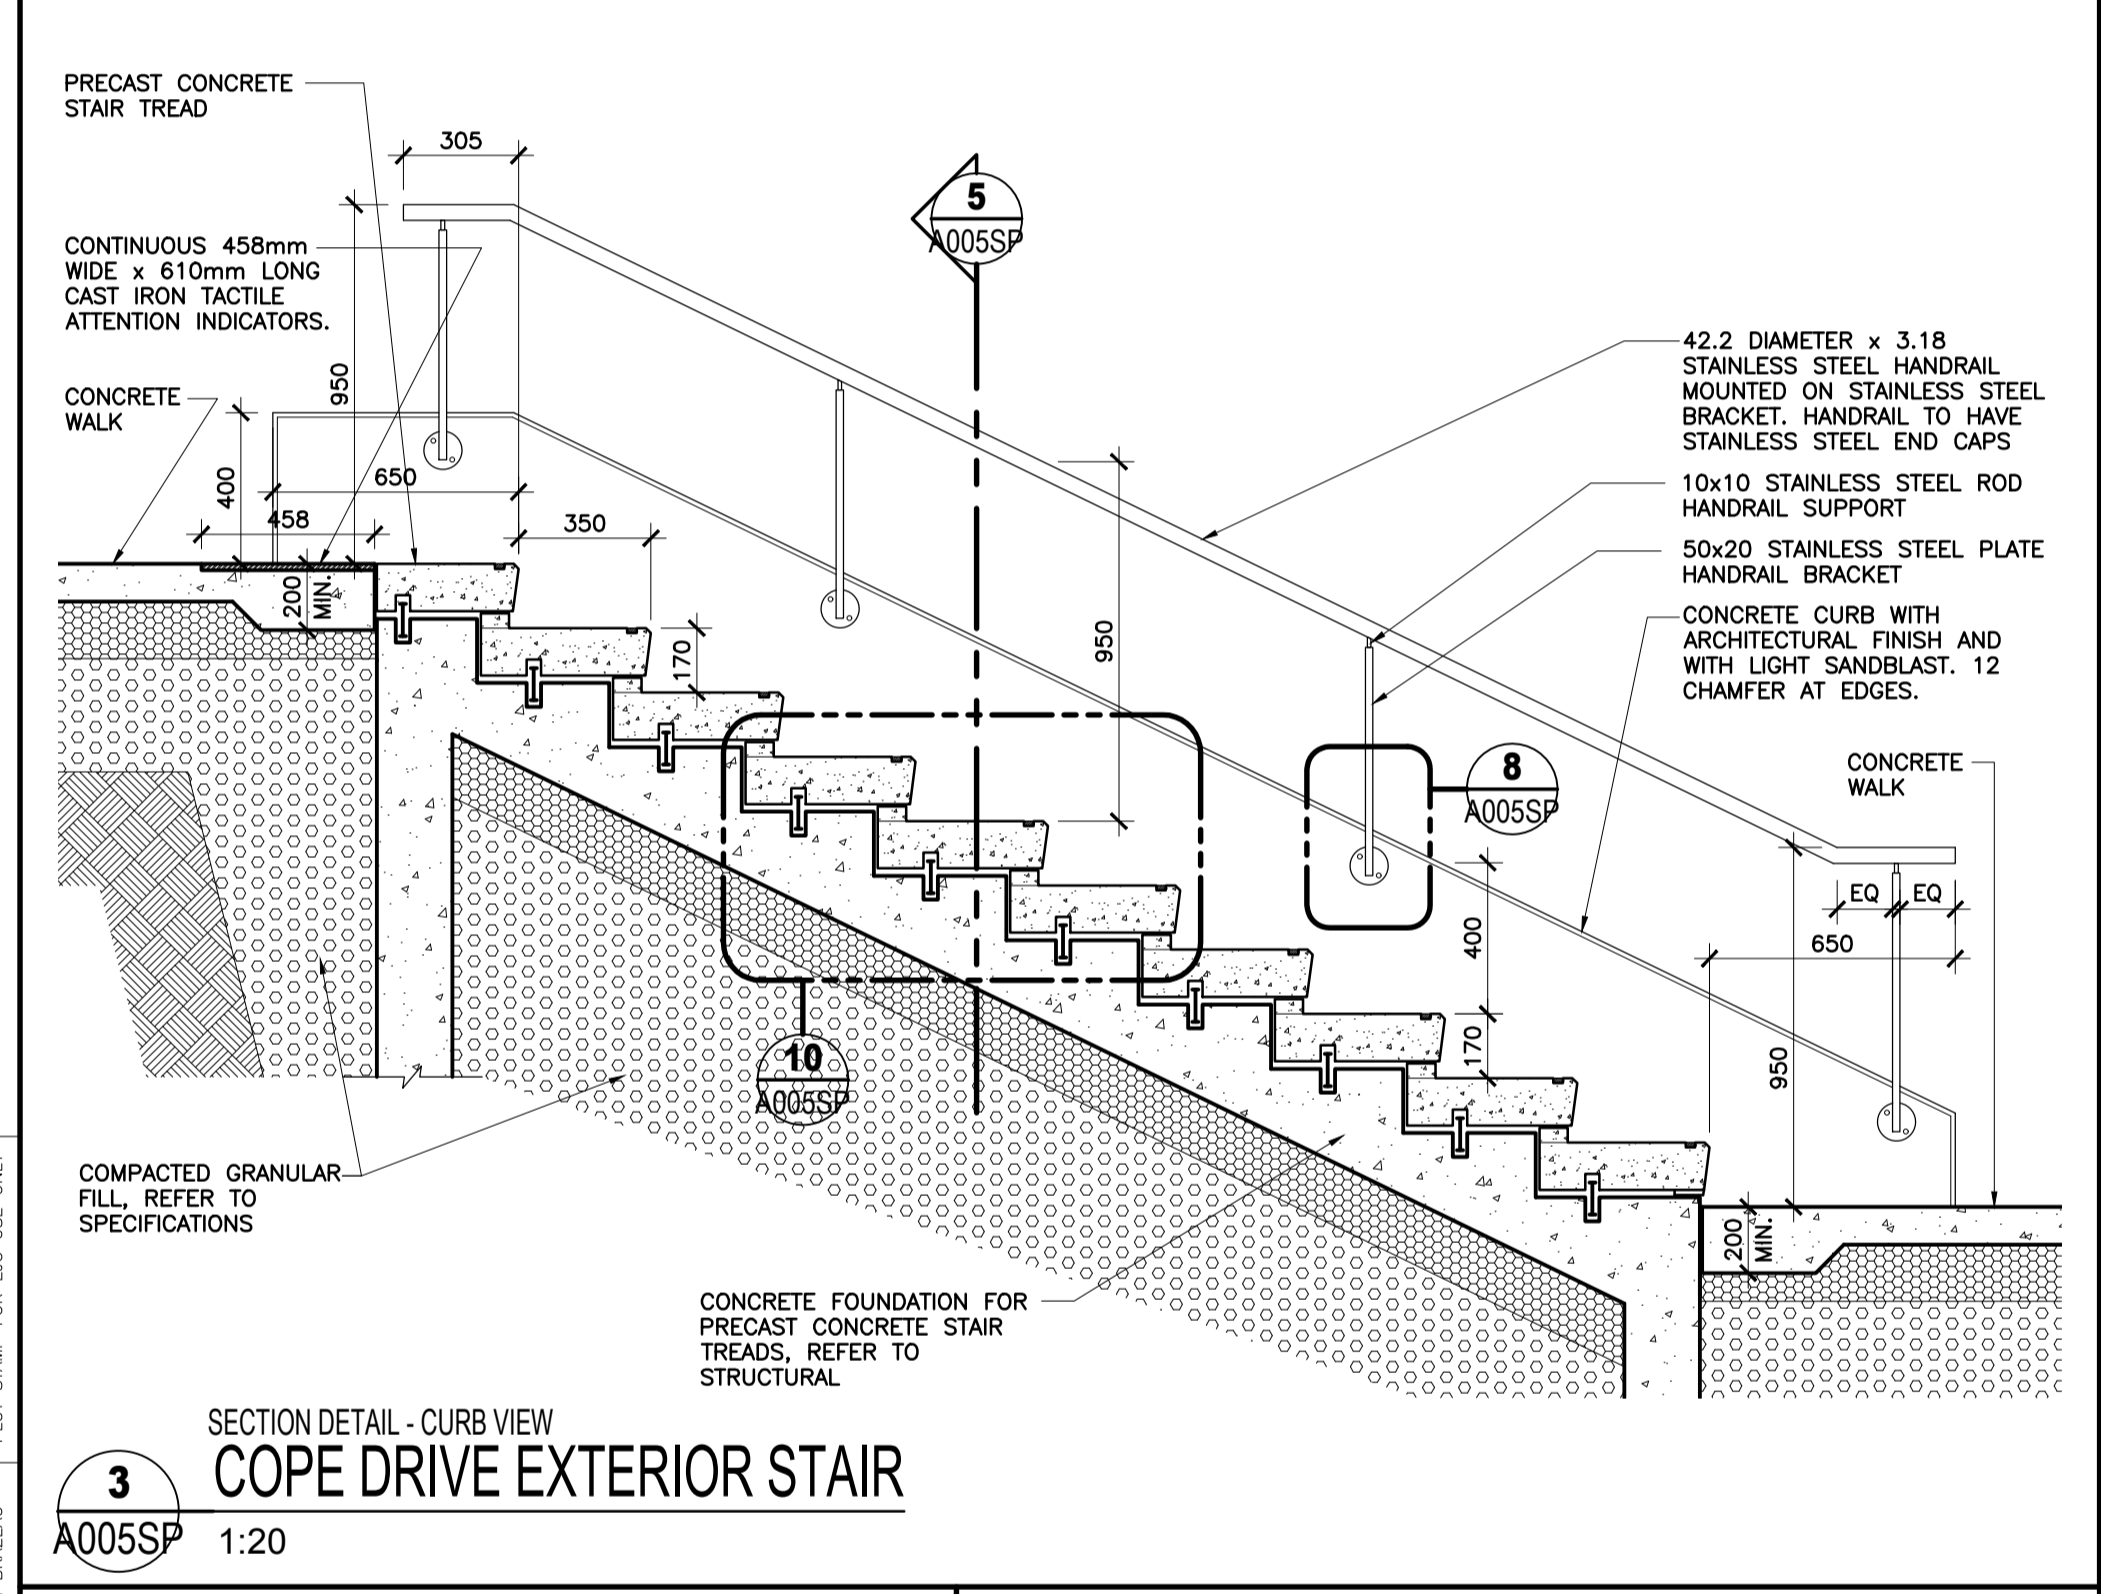 PRECAST CONCRETE
STAIR TREAD
305
5
A005SP
CONTINUOUS 458mm
WIDE x 610mm LONG
CAST IRON TACTILE
ATTENTION INDICATORS.
950
CONCRETE
WALK
400
650
458
350
200
MIN.
170
950
42.2 DIAMETER x 3.18
STAINLESS STEEL HANDRAIL
MOUNTED ON STAINLESS STEEL
BRACKET. HANDRAIL TO HAVE
STAINLESS STEEL END CAPS
10x10 STAINLESS STEEL ROD
HANDRAIL SUPPORT
50x20 STAINLESS STEEL PLATE
HANDRAIL BRACKET
CONCRETE CURB WITH
ARCHITECTURAL FINISH AND
WITH LIGHT SANDBLAST. 12
CHAMFER AT EDGES.
CONCRETE
WALK
8
A005SP
EQ
EQ
650
400
170
950
10
A005SP
200
MIN.
COMPACTED GRANULAR
FILL, REFER TO
SPECIFICATIONS
CONCRETE FOUNDATION FOR
PRECAST CONCRETE STAIR
TREADS, REFER TO
STRUCTURAL
SECTION DETAIL - CURB VIEW
COPE DRIVE EXTERIOR STAIR
3
A005SP
1:20